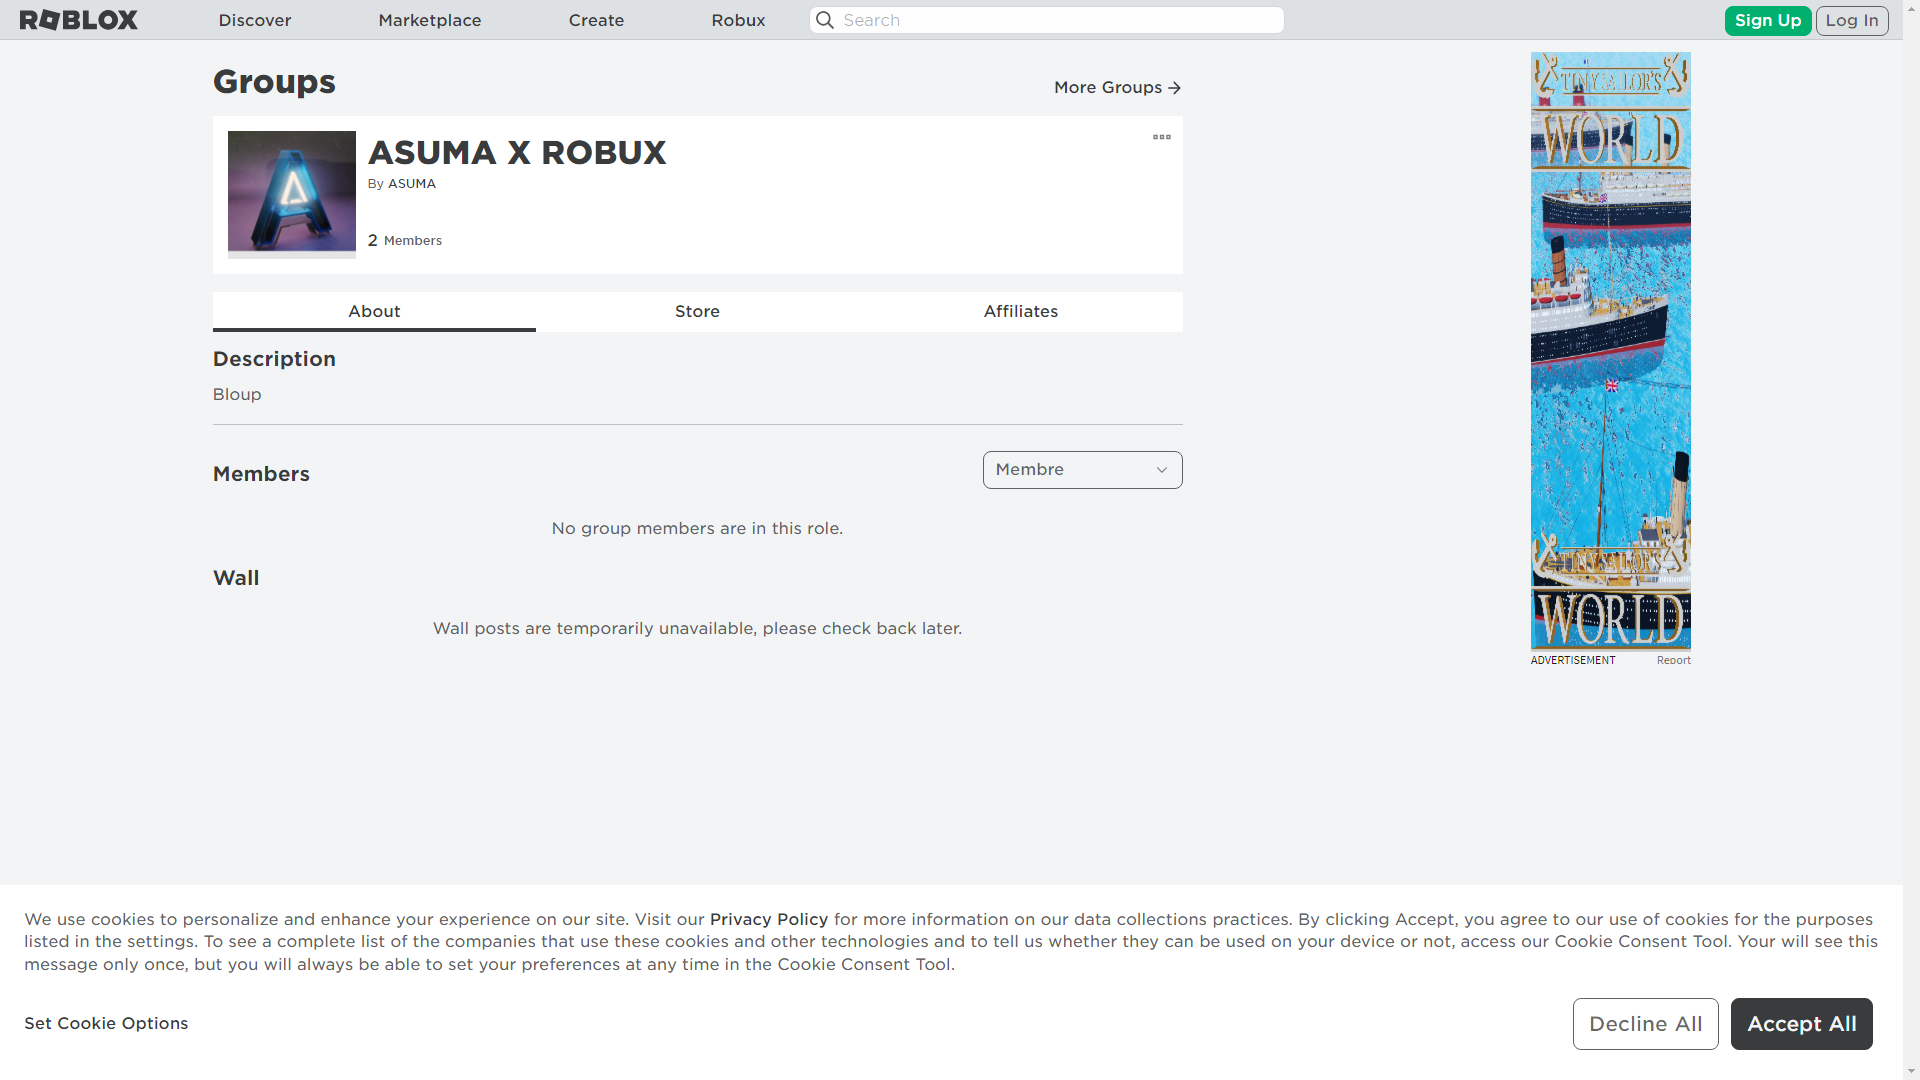 ROBLOX
Discover
Marketplace
Create
Robux
Search
Sign Up
Log In
Groups
More Groups
ASUMA X ROBUX
By ASUMA
2 Members
About
Store
Affiliates
Description
Bloup
Members
Membre
No group members are in this role.
Wall
Wall posts are temporarily unavailable, please check back later.
TINYSAILOR'S
WORLD
TINYSAILOR'S
WORLD
ADVERTISEMENT
Report
We use cookies to personalize and enhance your experience on our site. Visit our Privacy Policy for more information on our data collections practices. By clicking Accept, you agree to our use of cookies for the purposes
listed in the settings. To see a complete list of the companies that use these cookies and other technologies and to tell us whether they can be used on your device or not, access our Cookie Consent Tool. Your will see this
message only once, but you will always be able to set your preferences at any time in the Cookie Consent Tool.
Set Cookie Options
Decline All
Accept All